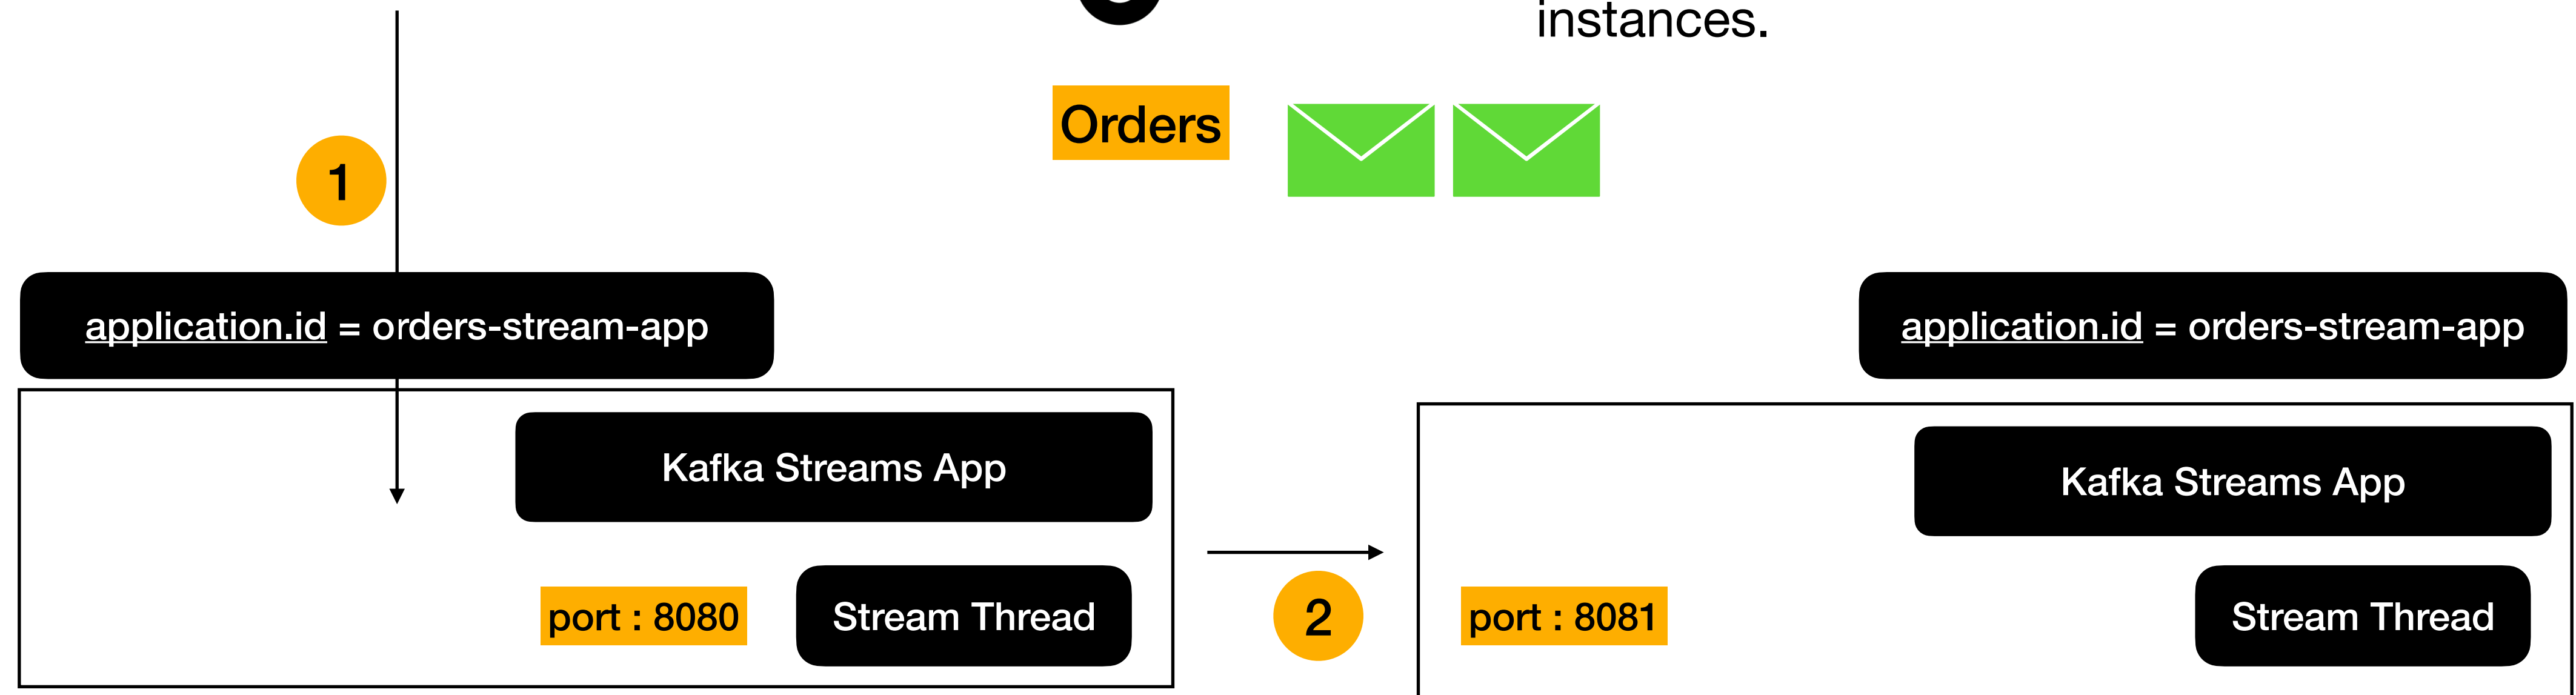 instances.
Orders
1
application.id = orders-stream-app
application.id = orders-stream-app
Kafka Streams App
Kafka Streams App
port : 8080
Stream Thread
2
port : 8081
Stream Thread